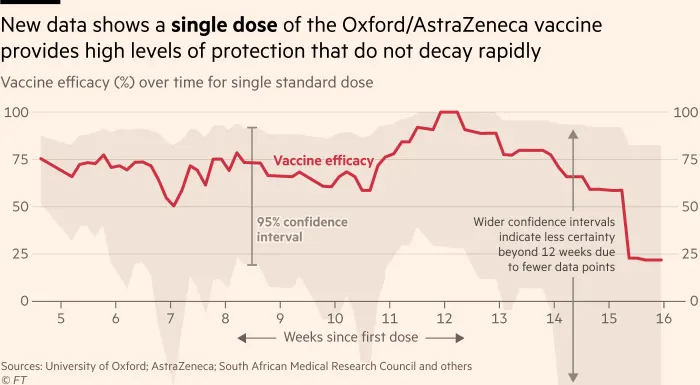 New data shows a single dose of the Oxford/AstraZeneca vaccine
provides high levels of protection that do not decay rapidly
Vaccine efficacy (%) over time for single standard dose
100
100
75
75
Vaccine efficacy
50
50
95% confidence
interval
Wider confidence intervals
indicate less certainty
beyond 12 weeks due
to fewer data points
25
25
0
0
5
6
7
8
9
10
11
12
13
14
15
16
Weeks since first dose
Sources: University of Oxford; AstraZeneca; South African Medical Research Council and others
© FT